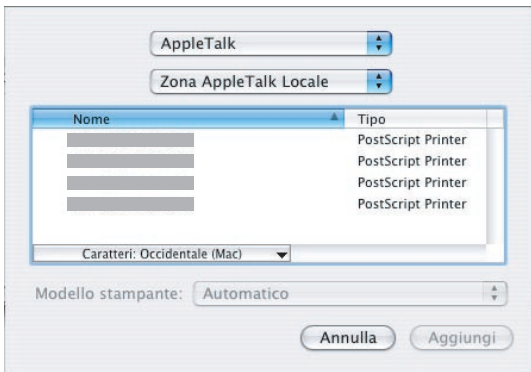 AppleTalk
Zona AppleTalk Locale
Nome Tipo
PostScript Printer
PostScript Printer
PostScript Printer
PostScript Printer
Caratteri: Occidentale (Mac)
Modello stampante: Automatico
Annulla Aggiungi